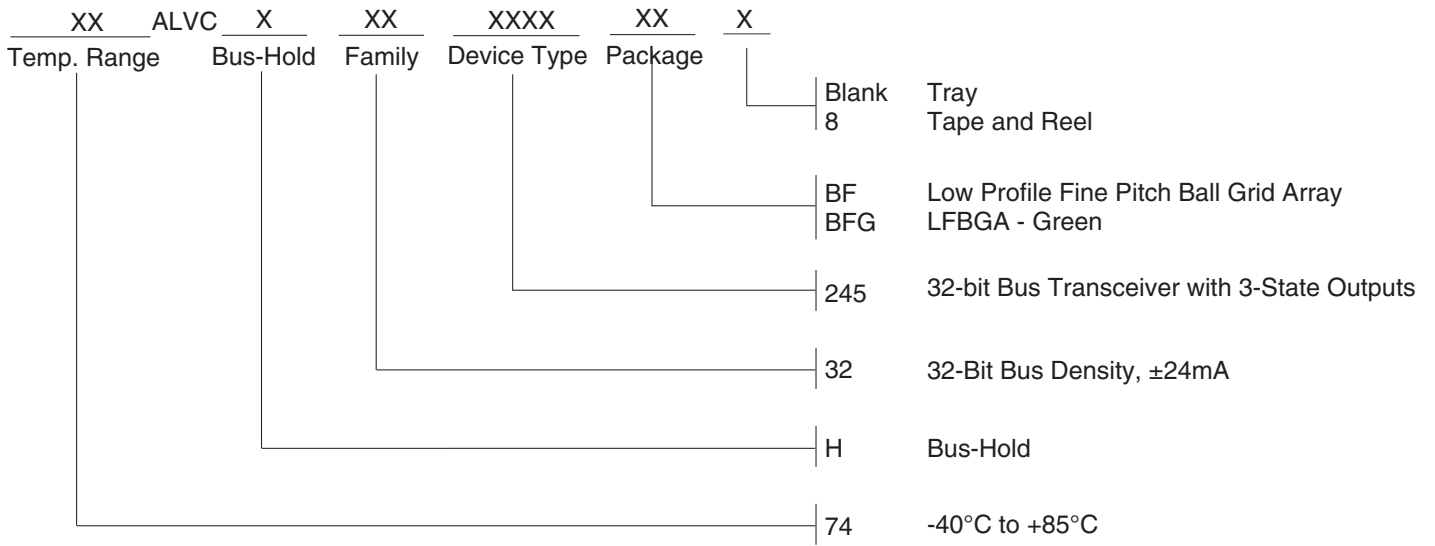 XX ALVC X XX XXXX XX X
Temp. Range Bus-Hold Family Device Type Package
Blank Tray
8 Tape and Reel
BF Low Profile Fine Pitch Ball Grid Array
BFG LFBGA - Green
245 32-bit Bus Transceiver with 3-State Outputs
32 32-Bit Bus Density, ±24mA
H Bus-Hold
74 -40°C to +85°C